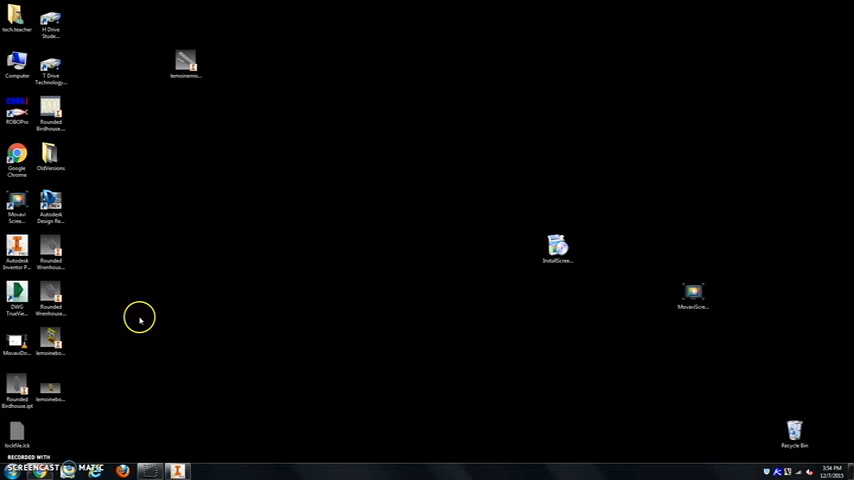 tech.teacher
H Drive
Stude...
Computer
T Drive
Technology...
lemoinemo...
ROBOPro
Rounded
Birdhouse....
Google
Chrome
OldVersions
Movavi
Scree...
Autodesk
Design Re...
Autodesk
Inventor P...
Rounded
Wrenhouse...
InstallScree...
DWG
TrueVie...
Rounded
Wrenhouse...
MovaviScre...
MovaviDo...
lemoinebo...
Rounded
Birdhouse.ipt
lemoinebo...
lockfile.lck
Recycle Bin
RECORDED WITH
SCREENCAST MATIC
3:54 PM
12/7/2015